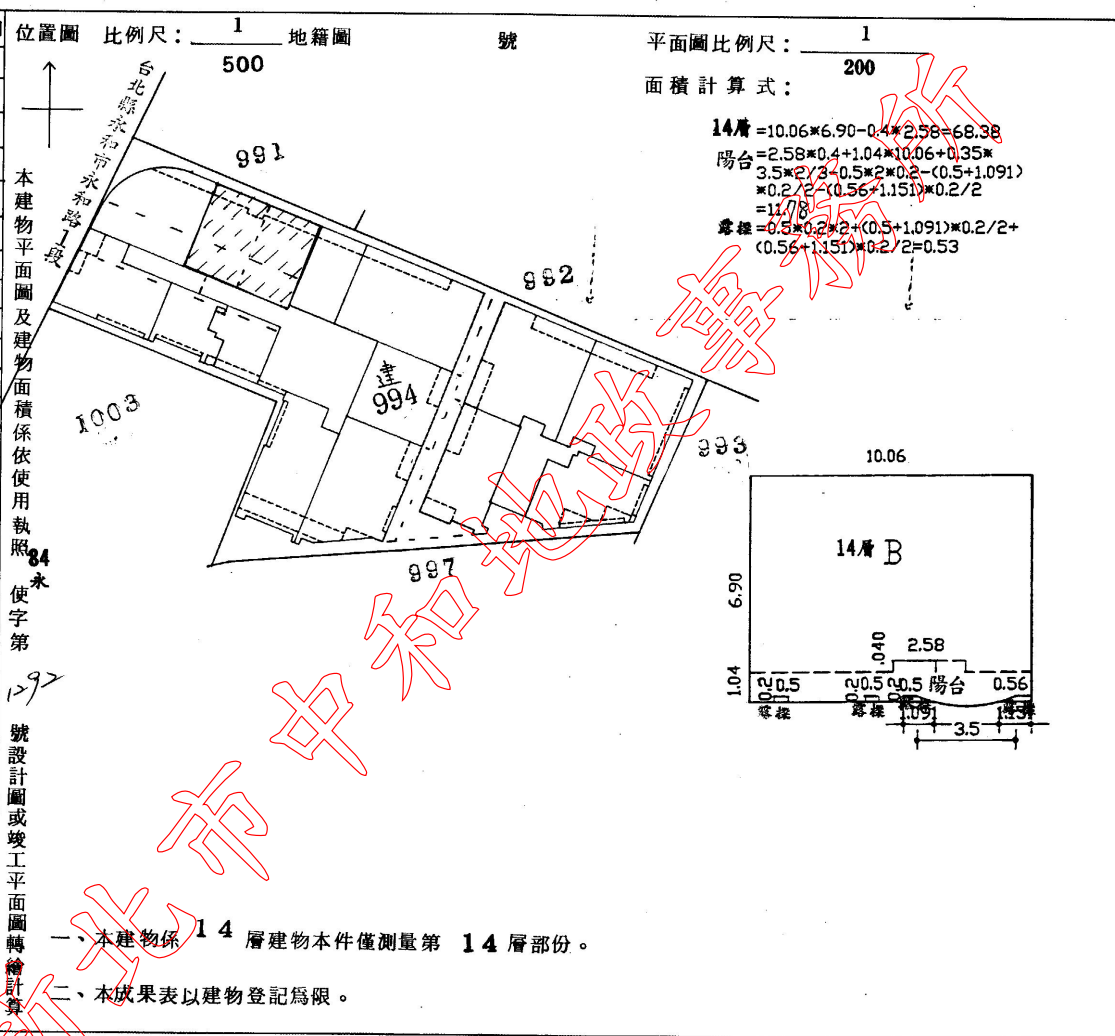 位置圖 比例尺：1/500 地籍圖 號
平面圖比例尺：1/200
面積計算式：
14層=10.06*6.90-0.4*2.58=68.38
陽台=2.58*0.4+1.04*10.06+0.35*
3.5*2/3-0.5*2*0.2-(0.5+1.091)
*0.2/2-(0.56+1.151)*0.2/2
=11.78
露樑=0.5*0.2*2+(0.5+1.091)*0.2/2+
(0.56+1.151)*0.2/2=0.53
台北縣永和市永和路1段
991
992
建
994
1003
993
997
本建物平面圖及建物面積係依使用執照 84永 使字第 1292 號設計圖或竣工平面圖轉繪計算
10.06
14層 B
6.90
.040
2.58
1.04
0.2
0.5
0.2
0.5
0.2
0.5
陽台
0.56
露樑
露樑
1.091
3.5
一、本建物係 14 層建物本件僅測量第 14 層部份。
二、本成果表以建物登記爲限。
新北市中和地政事務所